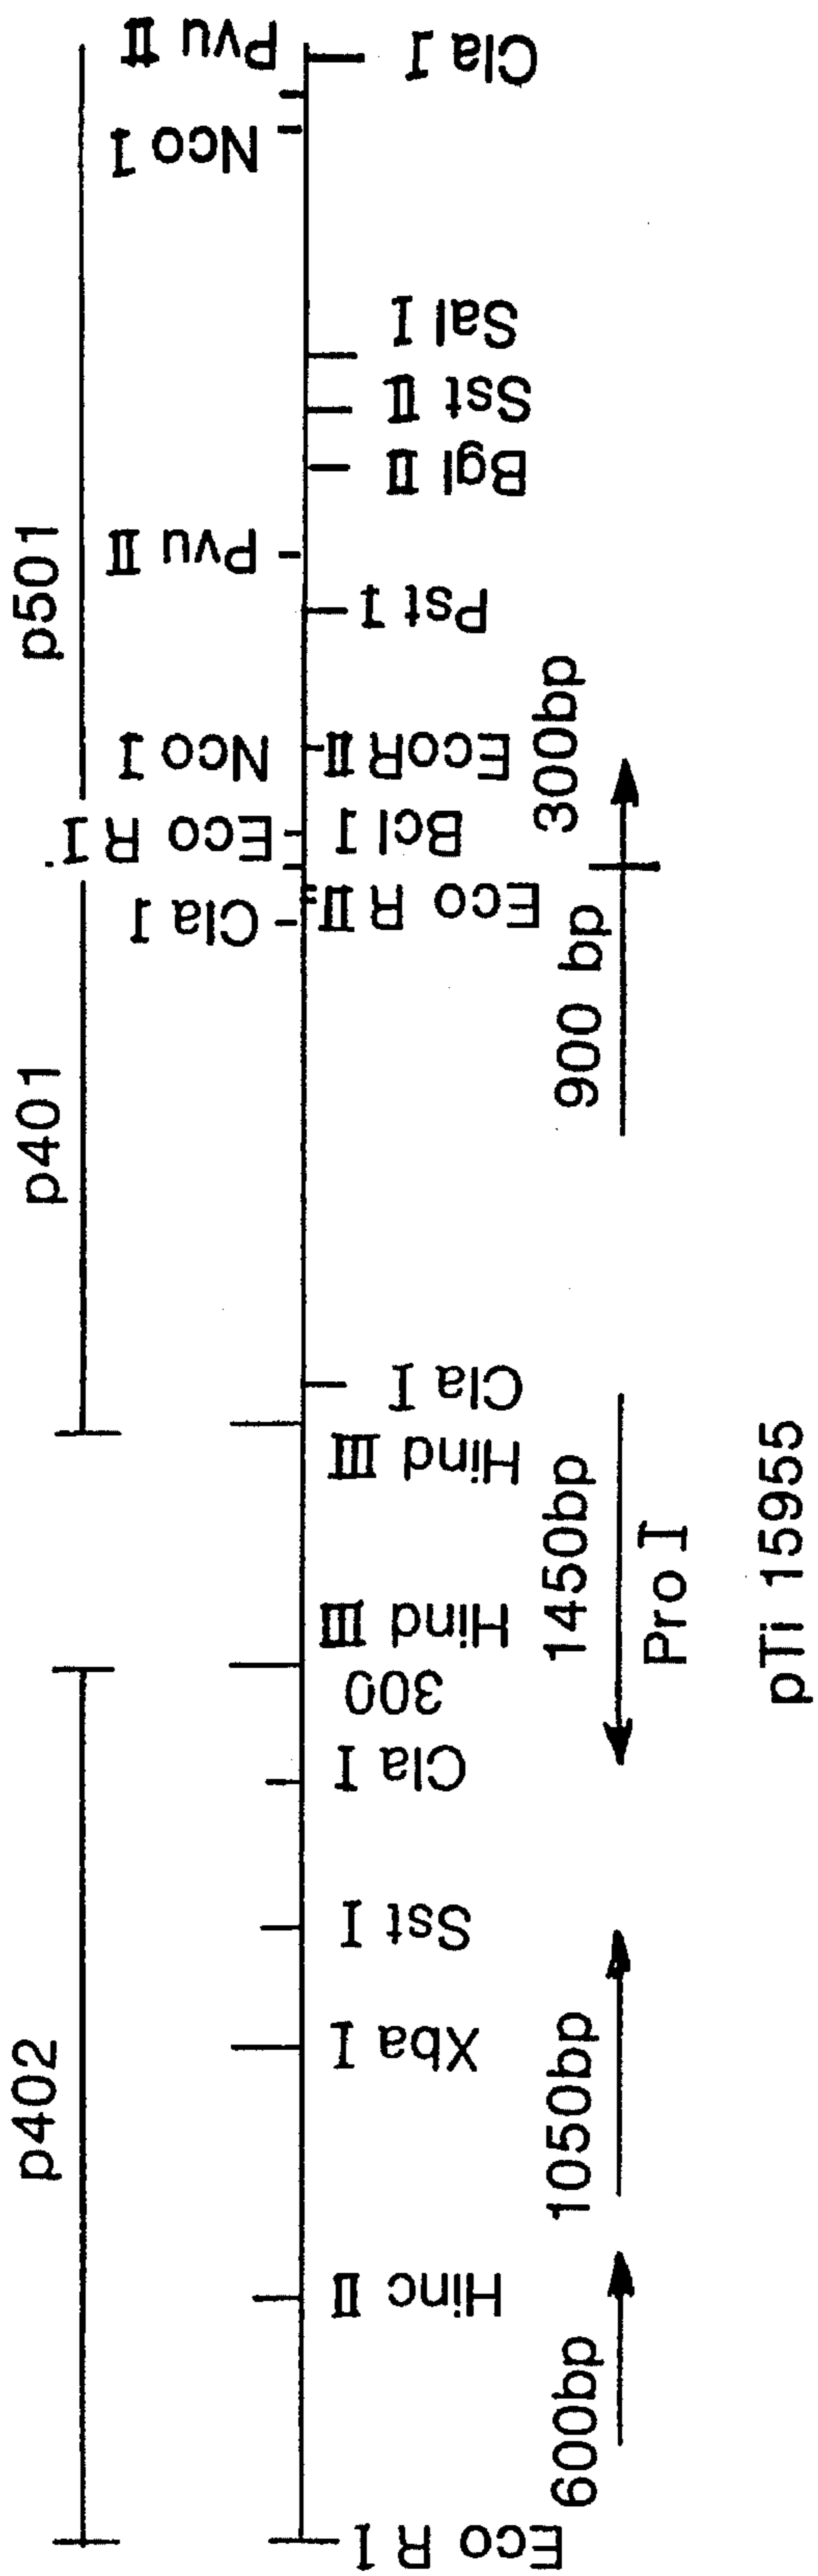 p402
p401
p501
Eco R I
Hinc II
Xba I
Sst I
Cla I
300
Hind III
Hind III
Cla I
Cla I
Eco R II
Eco R I
Bcl I
Nco I
EcoR II
Pst I
Pvu II
Bgl II
Sst II
Sal I
Nco I
Pvu II
Cla I
600bp
1050bp
1450bp
Pro I
900 bp
300bp
pTi 15955